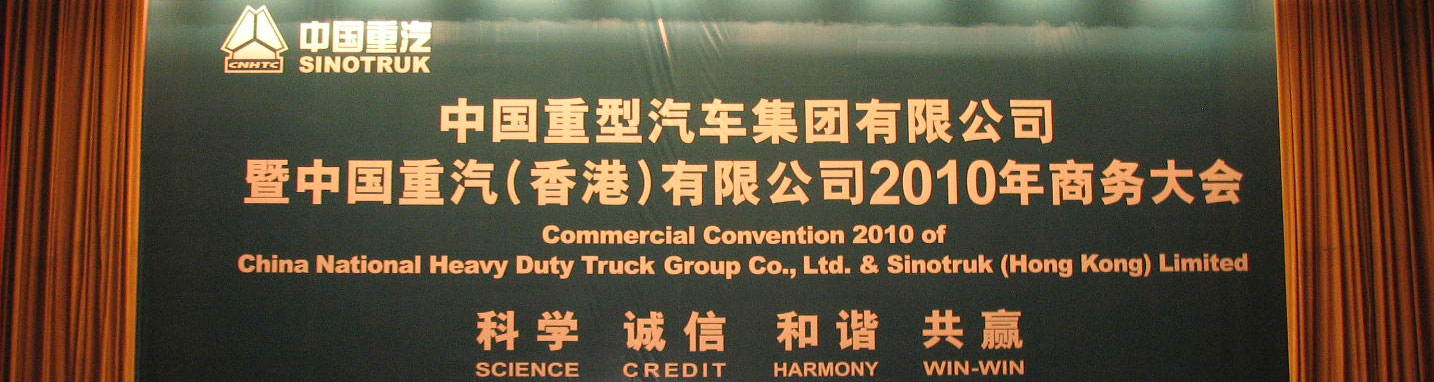 中国重汽
CNHTC SINOTRUK
中国重型汽车集团有限公司
暨中国重汽(香港)有限公司2010年商务大会
Commercial Convention 2010 of
China National Heavy Duty Truck Group Co., Ltd. & Sinotruk (Hong Kong) Limited
科学 诚信 和谐 共赢
SCIENCE CREDIT HARMONY WIN-WIN